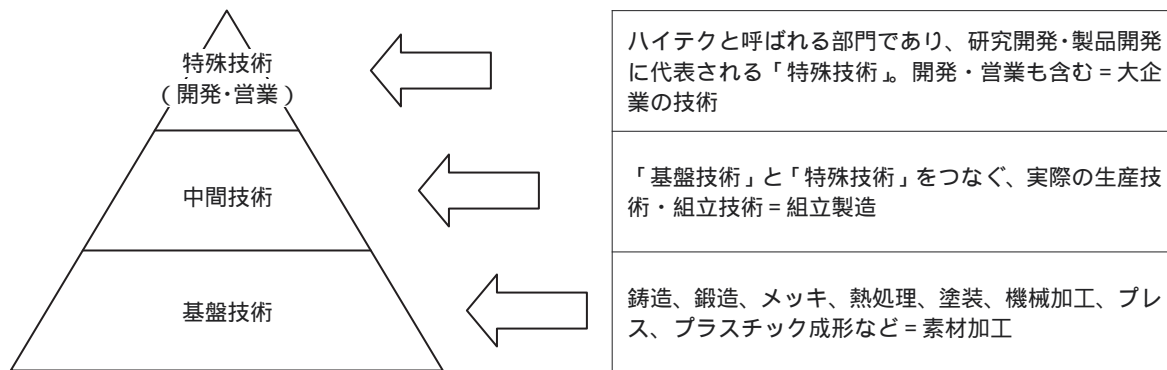 特殊技術
(開発・営業)
中間技術
基盤技術
ハイテクと呼ばれる部門であり、研究開発・製品開発
に代表される「特殊技術」。開発・営業も含む=大企
業の技術
「基盤技術」と「特殊技術」をつなぐ、実際の生産技
術・組立技術=組立製造
鋳造、鍛造、メッキ、熱処理、塗装、機械加工、プレ
ス、プラスチック成形など=素材加工